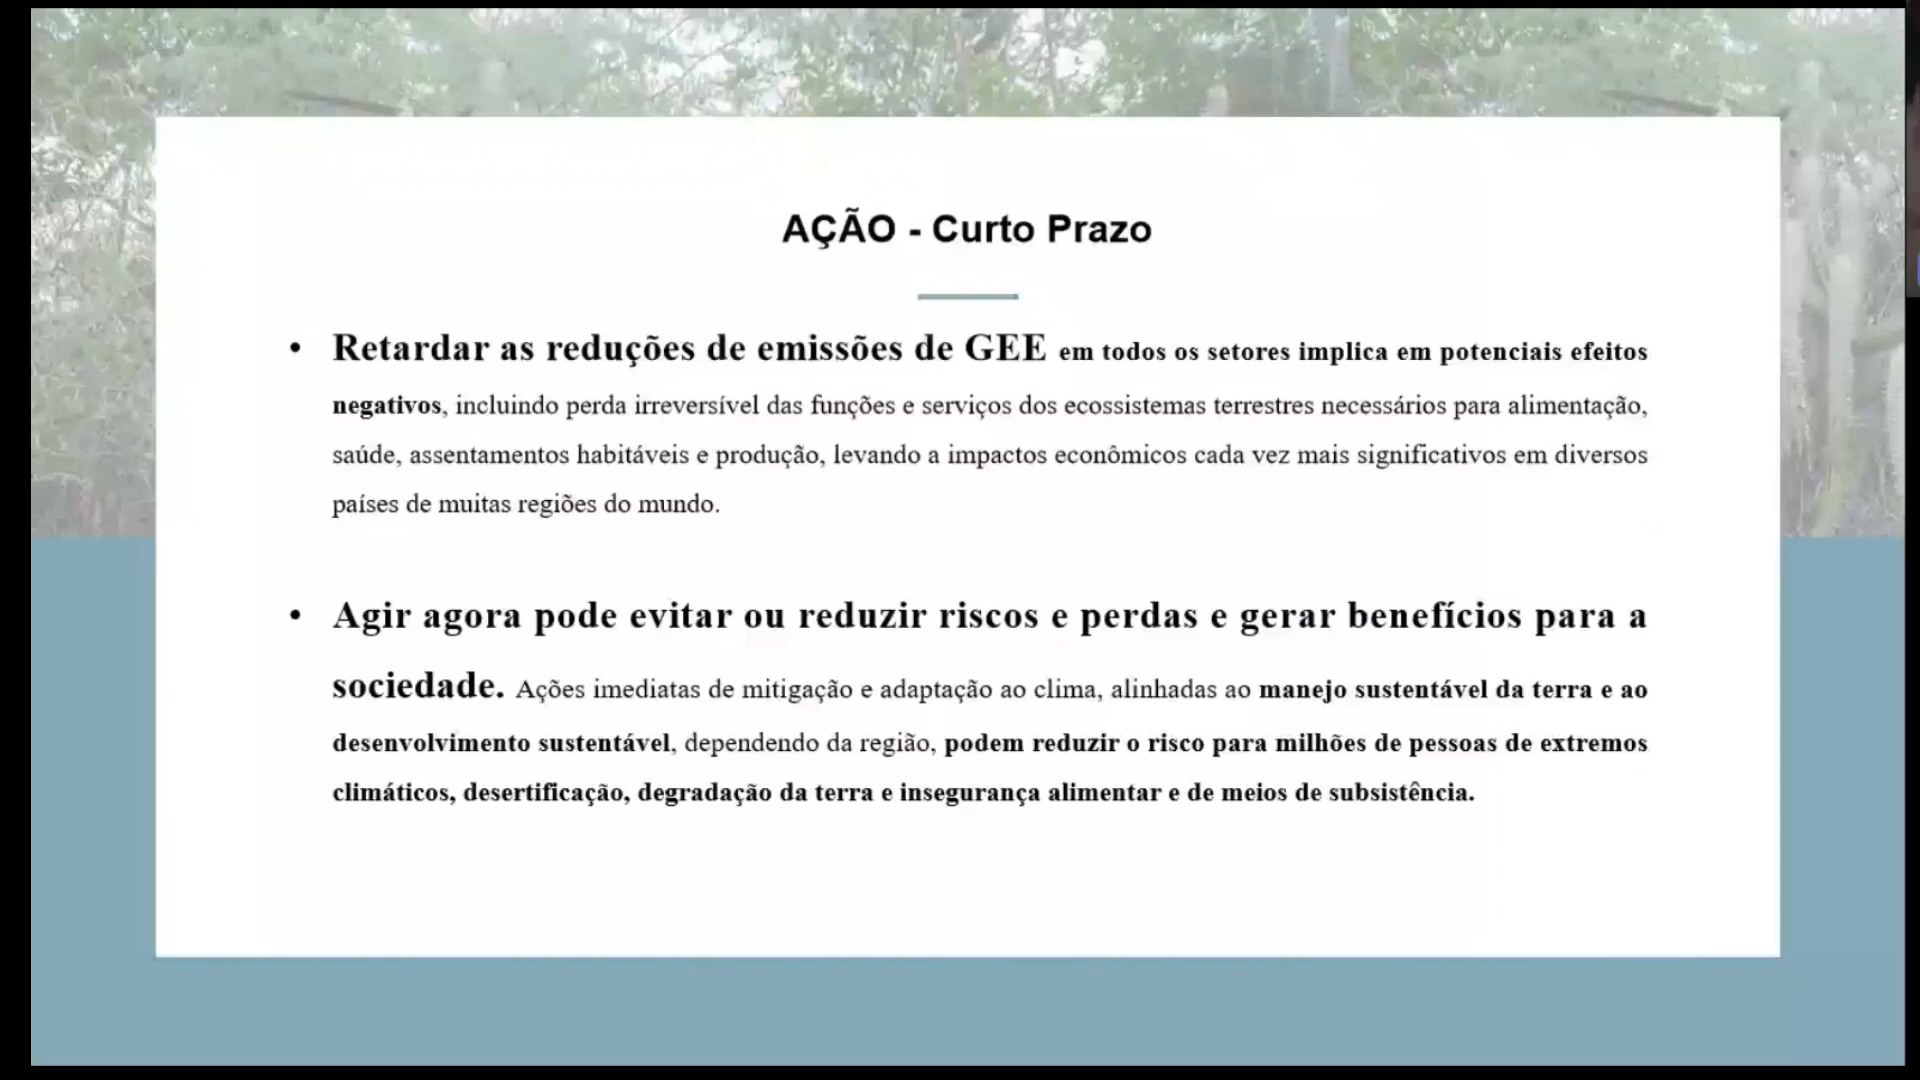 AÇÃO - Curto Prazo
• Retardar as reduções de emissões de GEE em todos os setores implica em potenciais efeitos
negativos, incluindo perda irreversível das funções e serviços dos ecossistemas terrestres necessários para alimentação,
saúde, assentamentos habitáveis e produção, levando a impactos econômicos cada vez mais significativos em diversos
países de muitas regiões do mundo.
• Agir agora pode evitar ou reduzir riscos e perdas e gerar benefícios para a
sociedade. Ações imediatas de mitigação e adaptação ao clima, alinhadas ao manejo sustentável da terra e ao
desenvolvimento sustentável, dependendo da região, podem reduzir o risco para milhões de pessoas de extremos
climáticos, desertificação, degradação da terra e insegurança alimentar e de meios de subsistência.